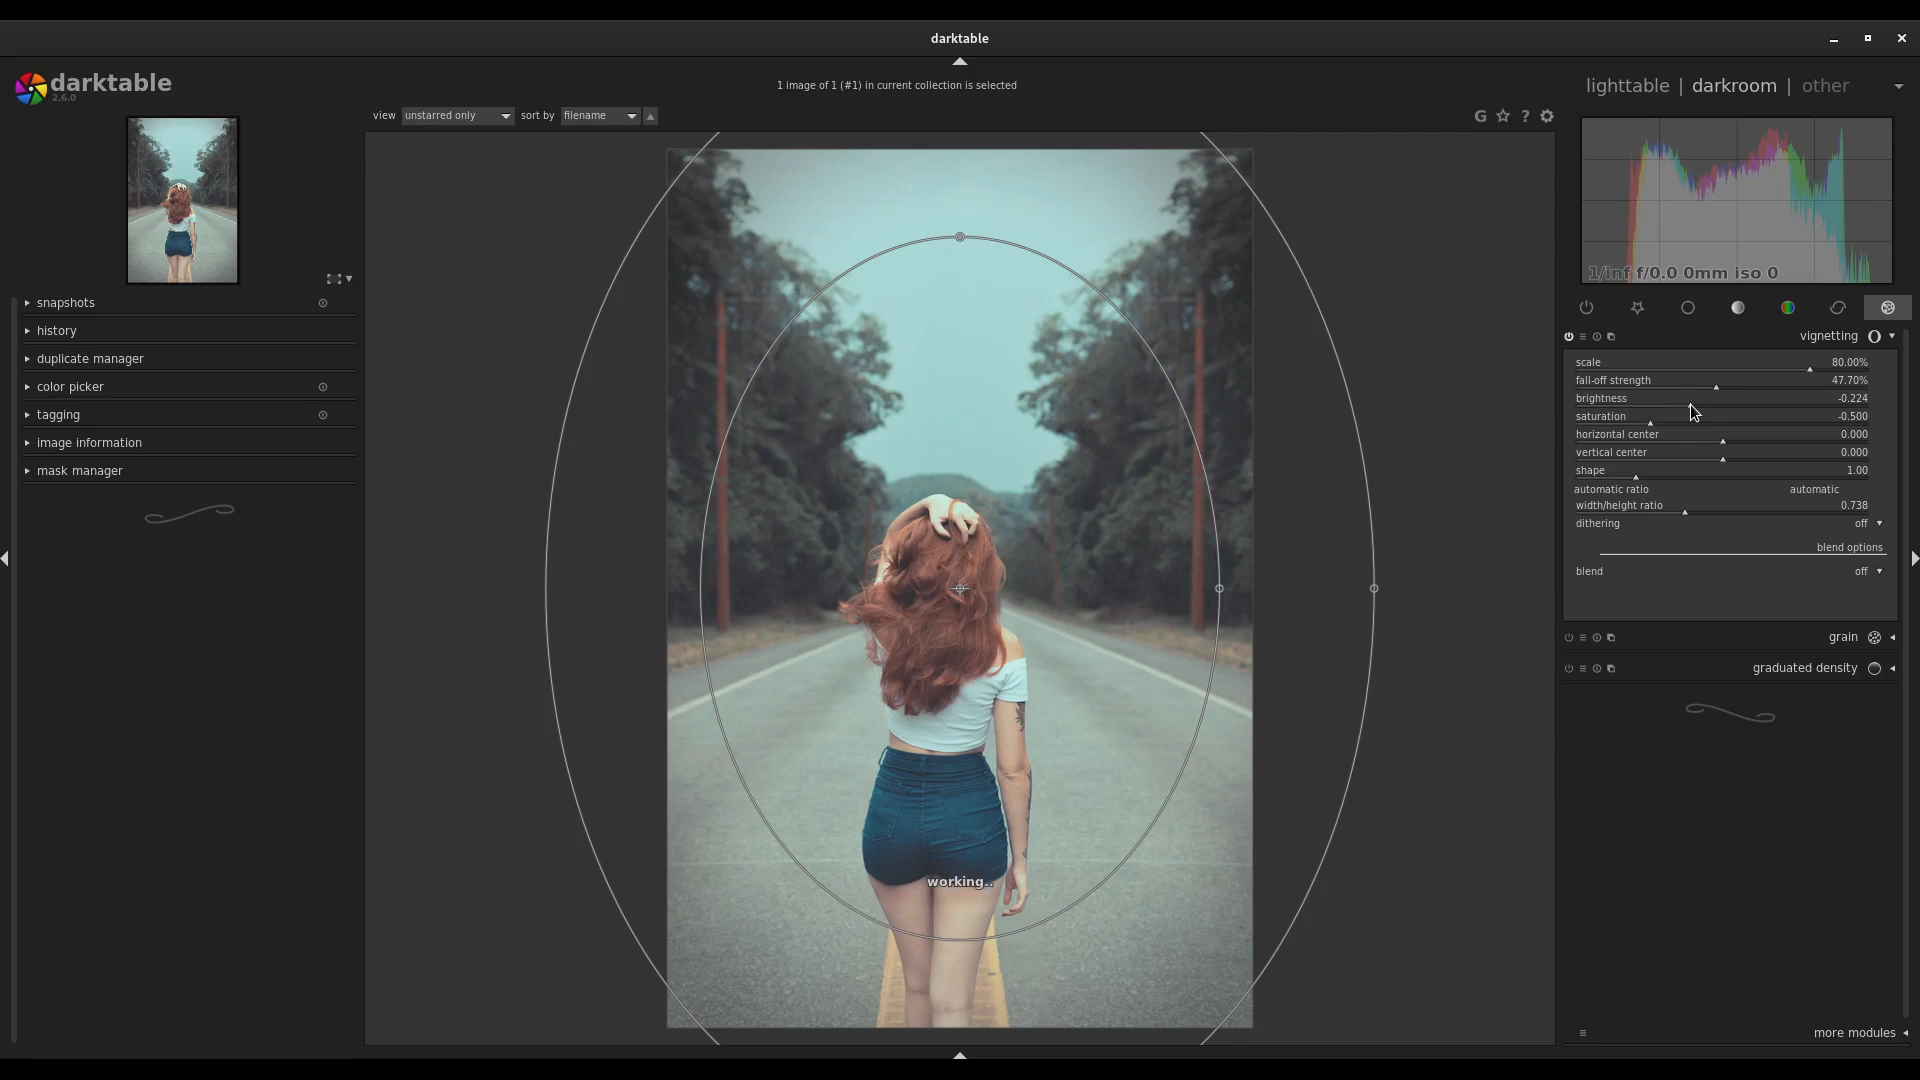 darktable
darktable
2.6.0
1 image of 1 (#1) in current collection is selected
lighttable | darkroom | other
view unstarred only sort by filename
G ?
1/inf f/0.0 0mm iso 0
snapshots
history
duplicate manager
color picker
tagging
image information
mask manager
working..
vignetting
scale 80.00%
fall-off strength 47.70%
brightness -0.224
saturation -0.500
horizontal center 0.000
vertical center 0.000
shape 1.00
automatic ratio automatic
width/height ratio 0.738
dithering off
blend options
blend off
grain
graduated density
more modules